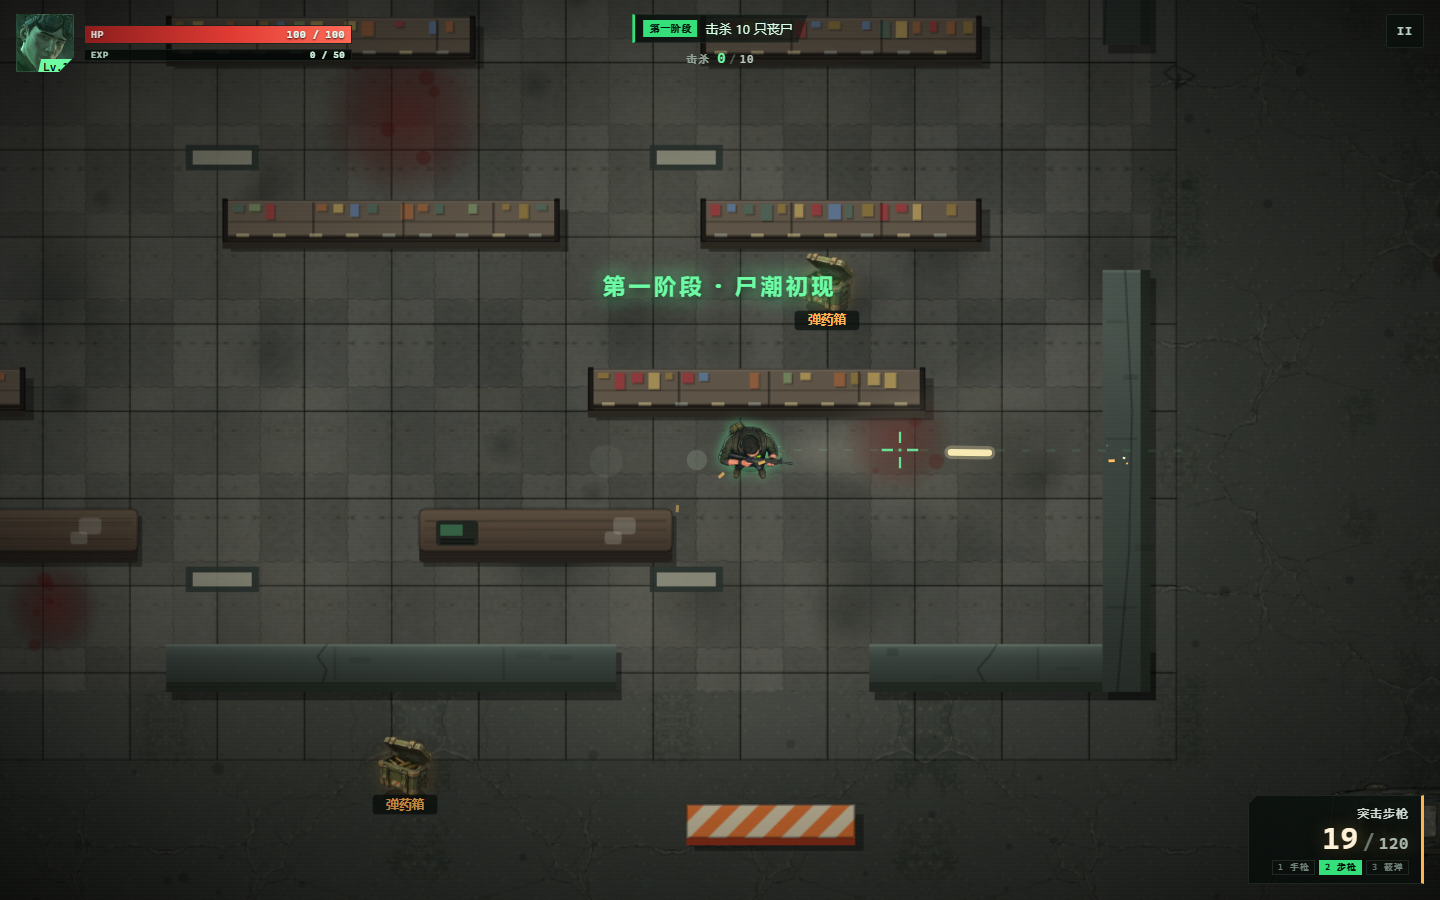 HP 100 / 100
EXP 0 / 50
第一阶段 击杀 10 只丧尸
击杀 0 / 10
II
第一阶段 · 尸潮初现
弹药箱
弹药箱
突击步枪
19 / 120
1 手枪 2 步枪 3 霰弹